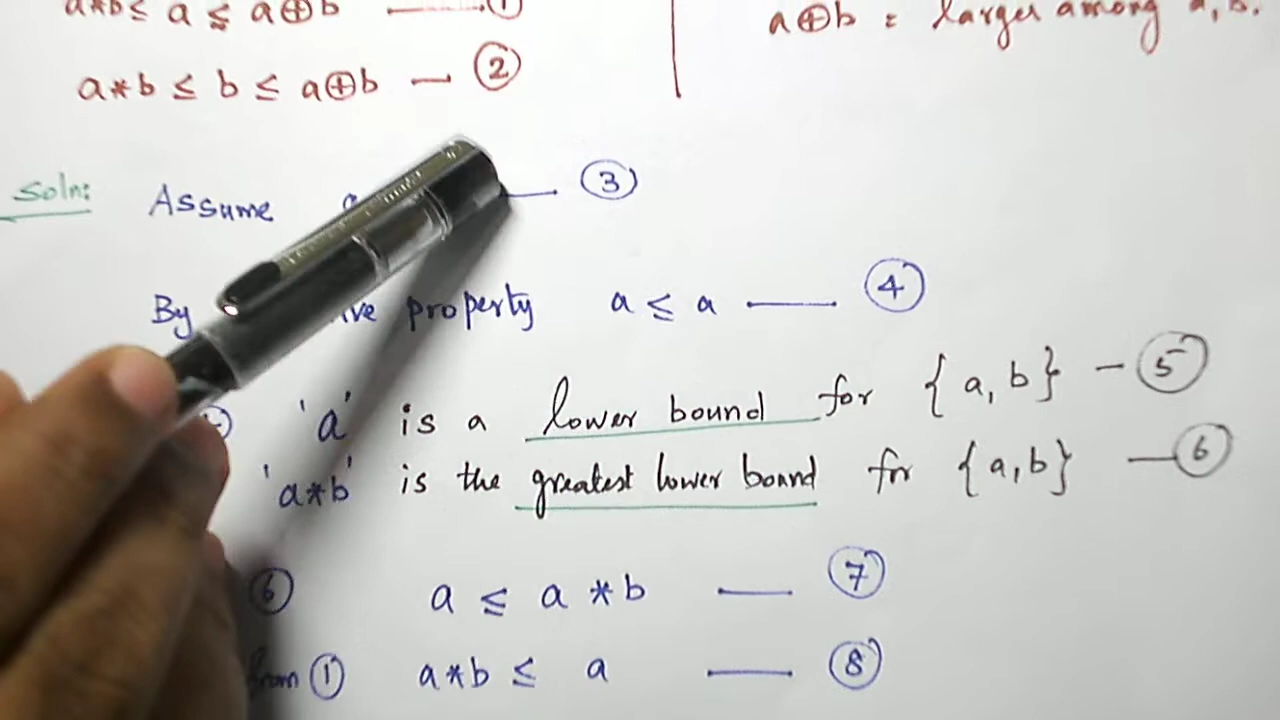 a*b ≤ a ≤ a⊕b —— ①
a⊕b = larger among a, b.
a*b ≤ b ≤ a⊕b — ②
Soln: Assume —— ③
By property a ≤ a —— ④
'a' is a lower bound for {a, b} — ⑤
'a*b' is the greatest lower bound for {a, b} — ⑥
⑥ a ≤ a * b —— ⑦
from ① a*b ≤ a —— ⑧